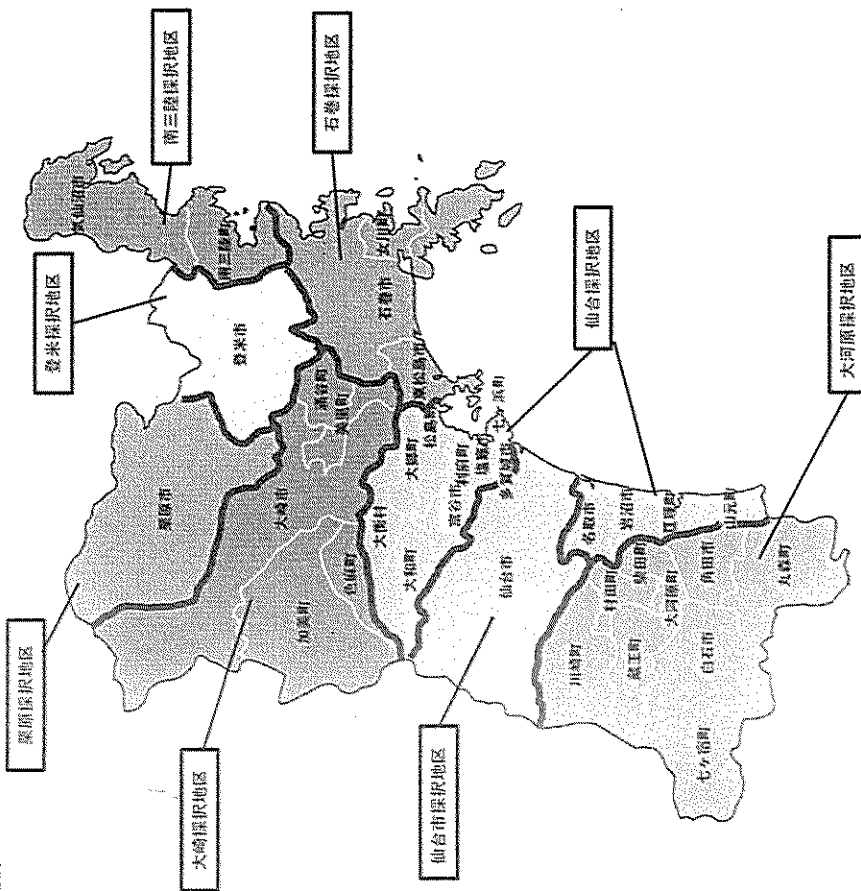 南三陸採択地区
石巻採択地区
登米採択地区
仙台採択地区
大河原採択地区
栗原採択地区
大崎採択地区
仙台市採択地区
気仙沼市
南三陸町
登米市
栗原市
石巻市
女川町
東松島市
涌谷町
美里町
大崎市
加美町
色麻町
大衡村
大和町
大郷町
松島町
富谷市
利府町
塩竈市
多賀城市
七ヶ浜町
仙台市
名取市
岩沼市
亘理町
山元町
川崎町
村田町
柴田町
大河原町
蔵王町
角田市
白石市
丸森町
七ヶ宿町